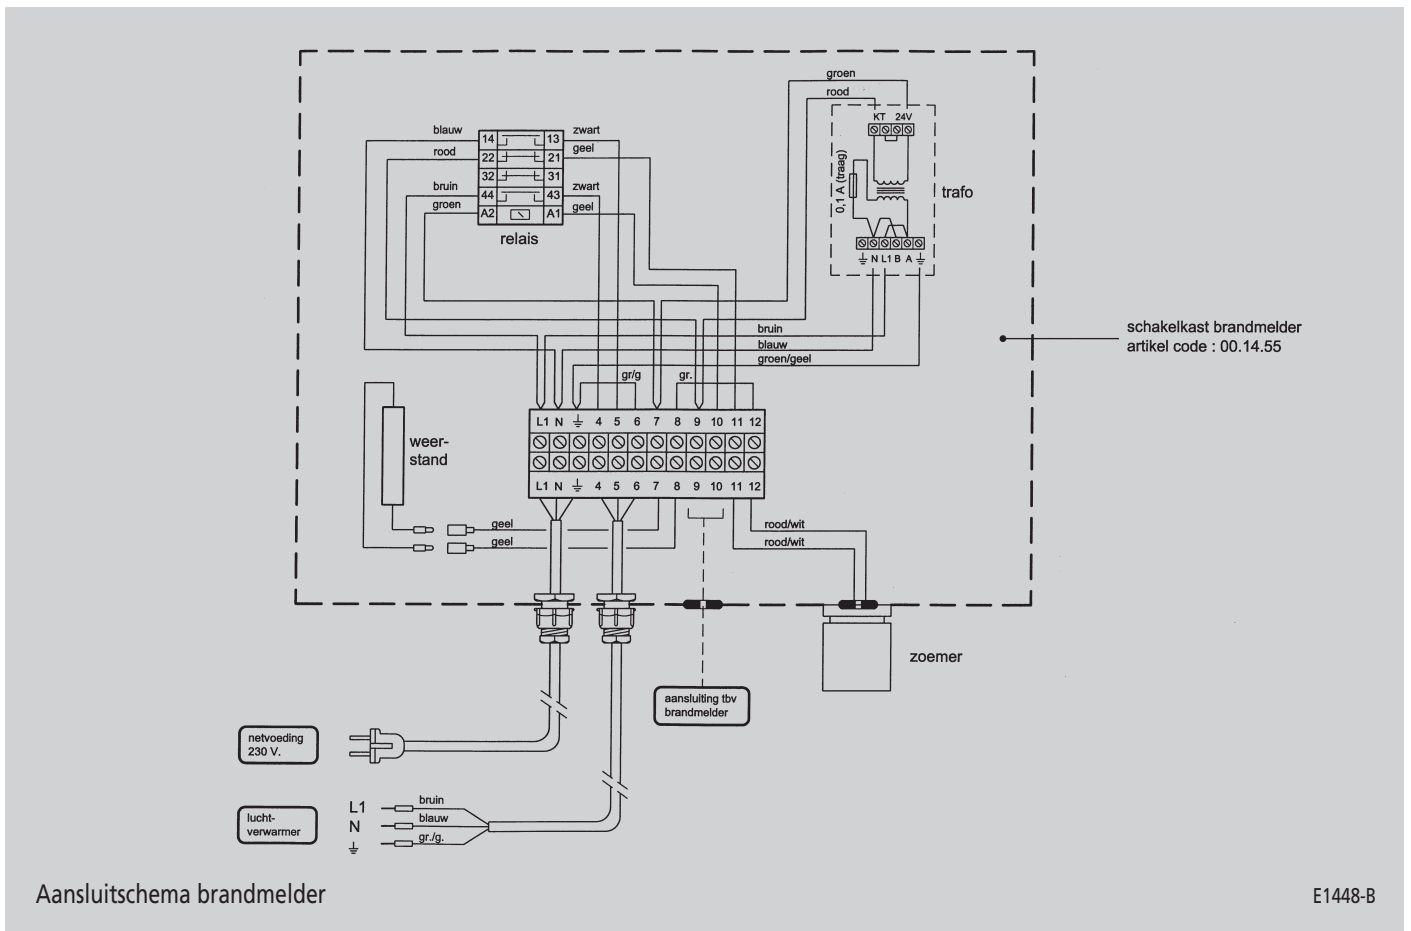 groen
rood
KT 24V
blauw
14
13
zwart
rood
22
21
geel
32
31
bruin
44
43
zwart
groen
A2
A1
geel
relais
0,1 A (traag)
trafo
N L1 B A
schakelkast brandmelder
artikel code : 00.14.55
bruin
blauw
groen/geel
gr/g
gr.
L1 N 4 5 6 7 8 9 10 11 12
weer-
stand
L1 N 4 5 6 7 8 9 10 11 12
geel
geel
rood/wit
rood/wit
zoemer
aansluiting tbv
brandmelder
netvoeding
230 V.
lucht-
verwarmer
L1
bruin
N
blauw
gr./g.
Aansluitschema brandmelder
E1448-B